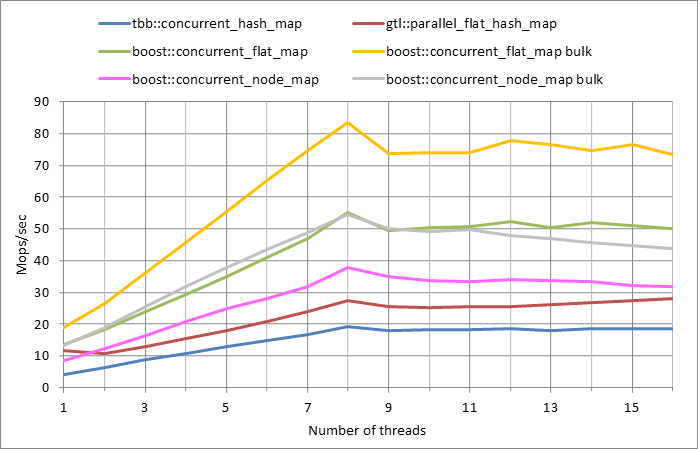 tbb::concurrent_hash_map gtl::parallel_flat_hash_map
boost::concurrent_flat_map boost::concurrent_flat_map bulk
boost::concurrent_node_map boost::concurrent_node_map bulk
90
80
70
60
50
40
30
20
10
0
Mops/sec
1 3 5 7 9 11 13 15
Number of threads